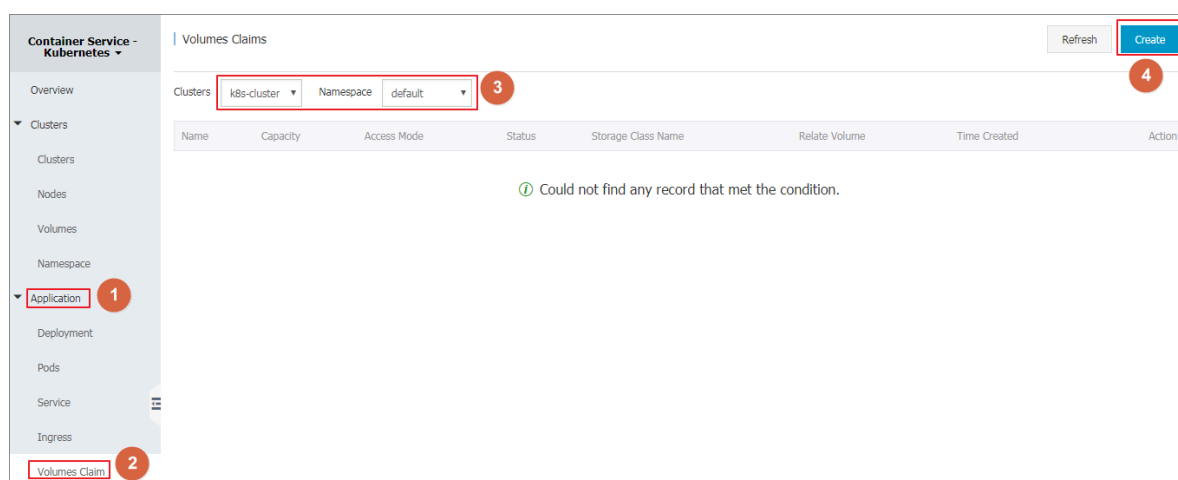 Container Service -
Kubernetes
Volumes Claims
Refresh
Create
4
Overview
Clusters
k8s-cluster
Namespace
default
3
Clusters
Name
Capacity
Access Mode
Status
Storage Class Name
Relate Volume
Time Created
Action
Clusters
Nodes
Could not find any record that met the condition.
Volumes
Namespace
Application
1
Deployment
Pods
Service
Ingress
Volumes Claim
2